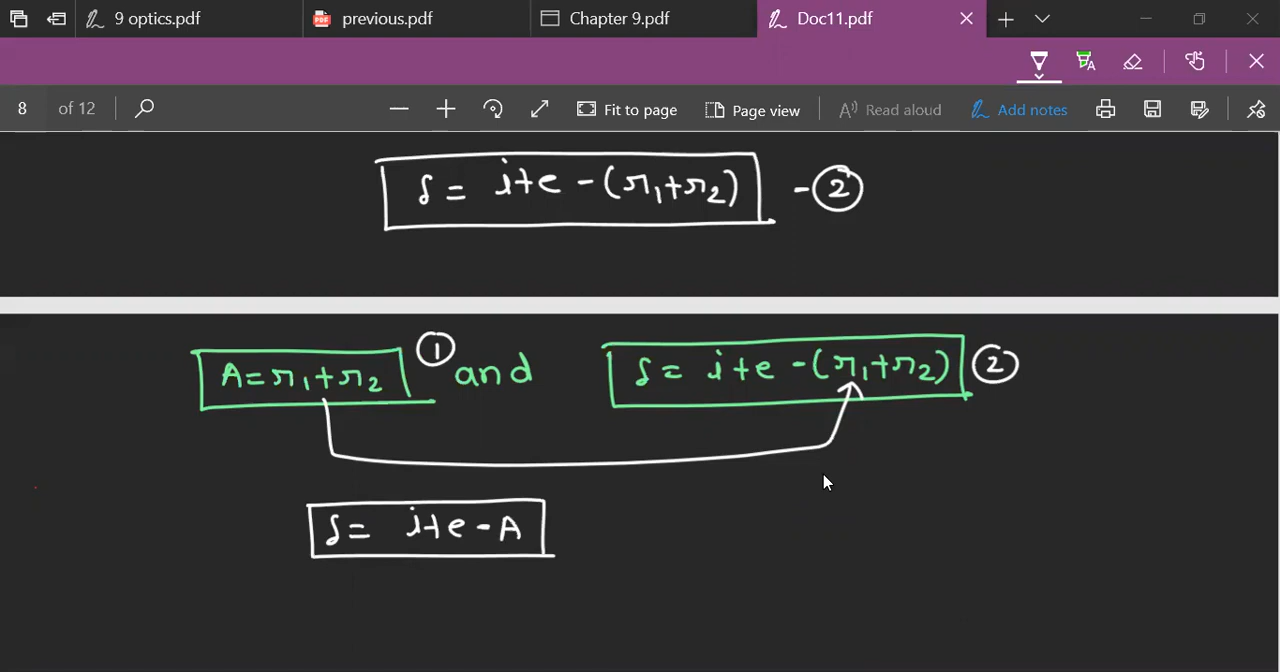 9 optics.pdf previous.pdf Chapter 9.pdf Doc11.pdf
8 of 12 Fit to page Page view Read aloud Add notes
δ = i+e - (r₁+r₂) - ②
A = r₁ + r₂ ① and δ = i+e - (r₁+r₂) ②
δ = i+e - A